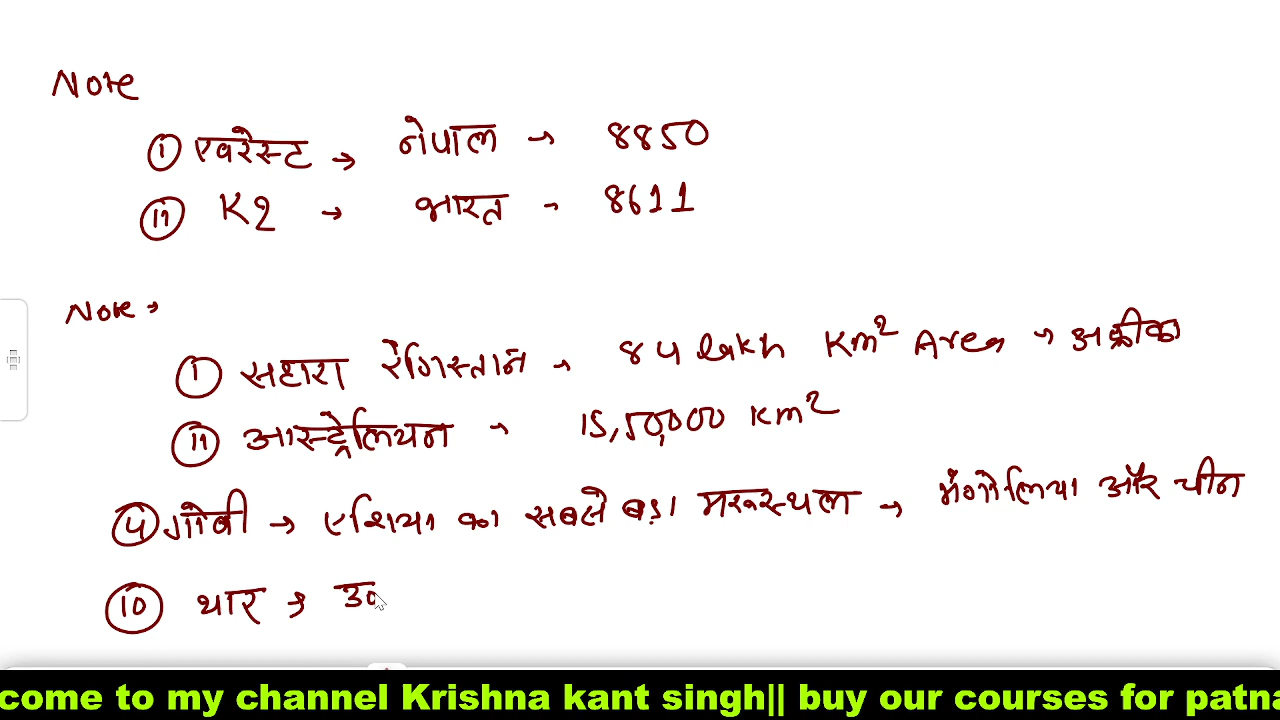 Note
① एवरेस्ट → नेपाल → 8850
⑪ K2 → भारत - 8611
Note →
① सहारा रेगिस्तान → 84 lakh Km² Area → अफ्रीका
⑪ आस्ट्रेलियन → 15,50,000 Km²
④ गोबी → एशिया का सबसे बड़ा मरूस्थल → मंगोलिया और चीन
⑩ थार →
come to my channel Krishna kant singh|| buy our courses for patna